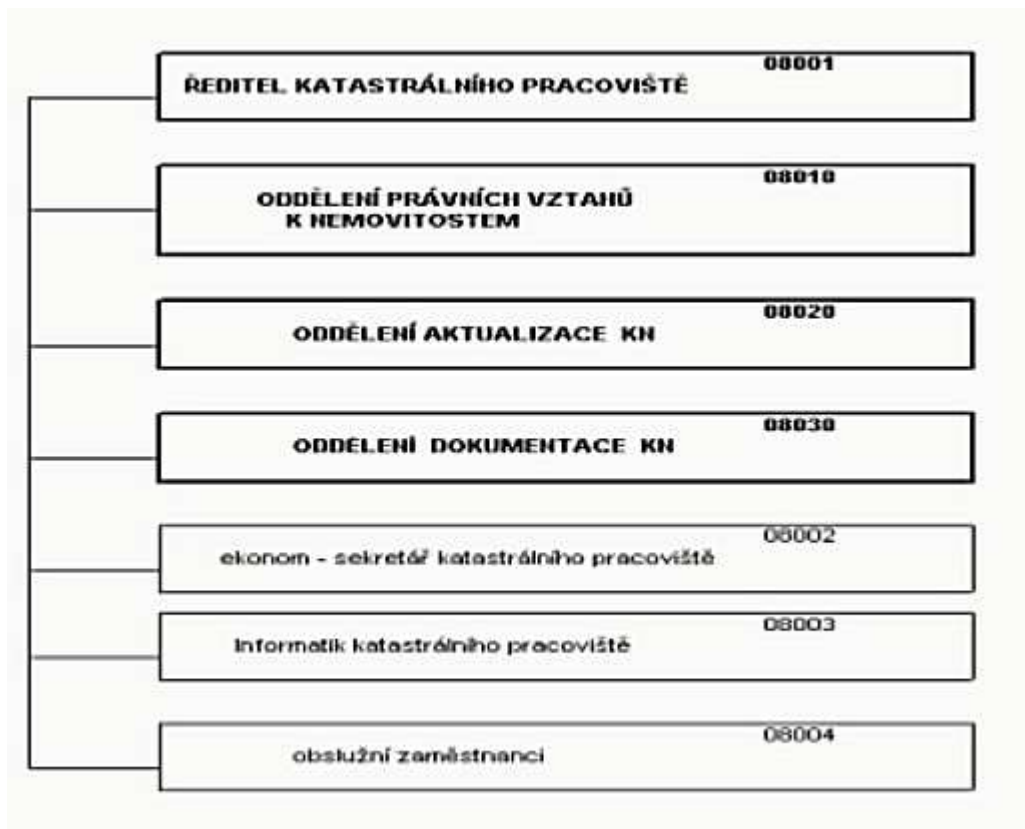 08001
ŘEDITEL KATASTRÁLNÍHO PRACOVIŠTĚ
08010
ODDĚLENÍ PRÁVNÍCH VZTAHŮ
K NEMOVITOSTEM
08020
ODDĚLENÍ AKTUALIZACE KN
08030
ODDĚLENÍ DOKUMENTACE KN
08002
ekonom - sekretář katastrálního pracoviště
08003
Informatik katastrálního pracoviště
08004
obslužní zaměstnanci